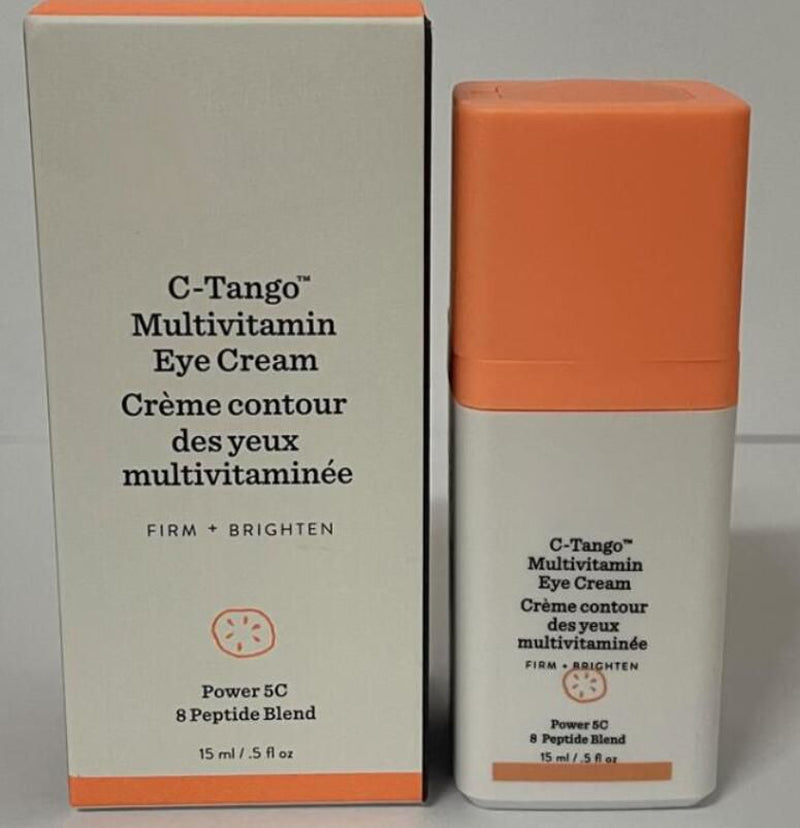 C-Tango™
Multivitamin
Eye Cream
Crème contour
des yeux
multivitaminée
FIRM + BRIGHTEN
Power 5C
8 Peptide Blend
15 ml / .5 fl oz
C-Tango™
Multivitamin
Eye Cream
Crème contour
des yeux
multivitaminée
FIRM + BRIGHTEN
Power 5C
8 Peptide Blend
15 ml / .5 fl oz